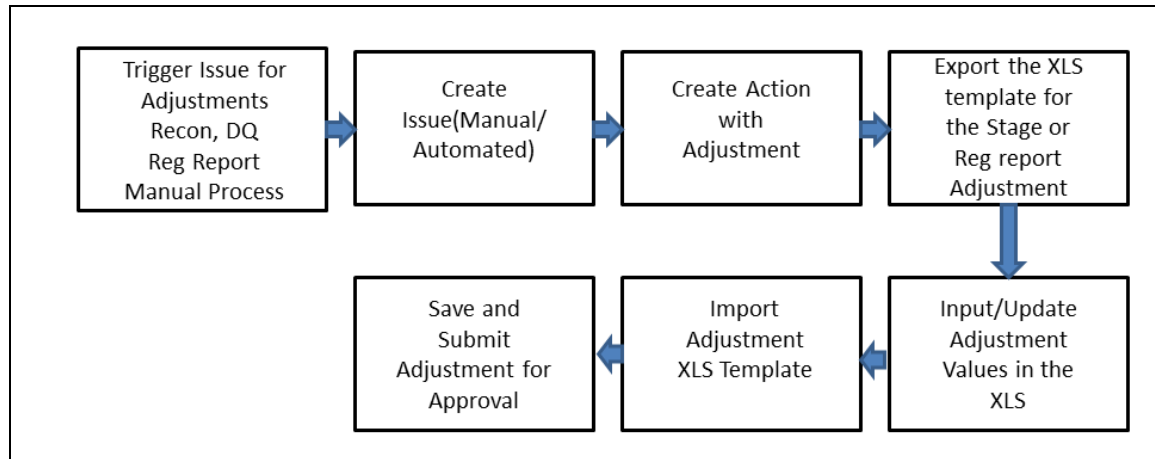 Trigger Issue for
Adjustments
Recon, DQ
Reg Report
Manual Process
Create
Issue(Manual/
Automated)
Create Action
with
Adjustment
Export the XLS
template for
the Stage or
Reg report
Adjustment
Input/Update
Adjustment
Values in the
XLS
Import
Adjustment
XLS Template
Save and
Submit
Adjustment for
Approval